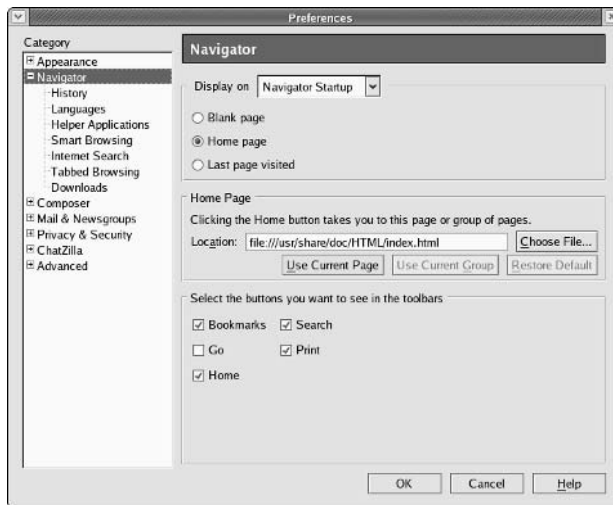 Preferences
Category
Appearance
Navigator
History
Languages
Helper Applications
Smart Browsing
Internet Search
Tabbed Browsing
Downloads
Composer
Mail & Newsgroups
Privacy & Security
ChatZilla
Advanced
Navigator
Display on Navigator Startup
Blank page
Home page
Last page visited
Home Page
Clicking the Home button takes you to this page or group of pages.
Location: file:///usr/share/doc/HTML/index.html Choose File...
Use Current Page Use Current Group Restore Default
Select the buttons you want to see in the toolbars
Bookmarks Search
Go Print
Home
OK Cancel Help